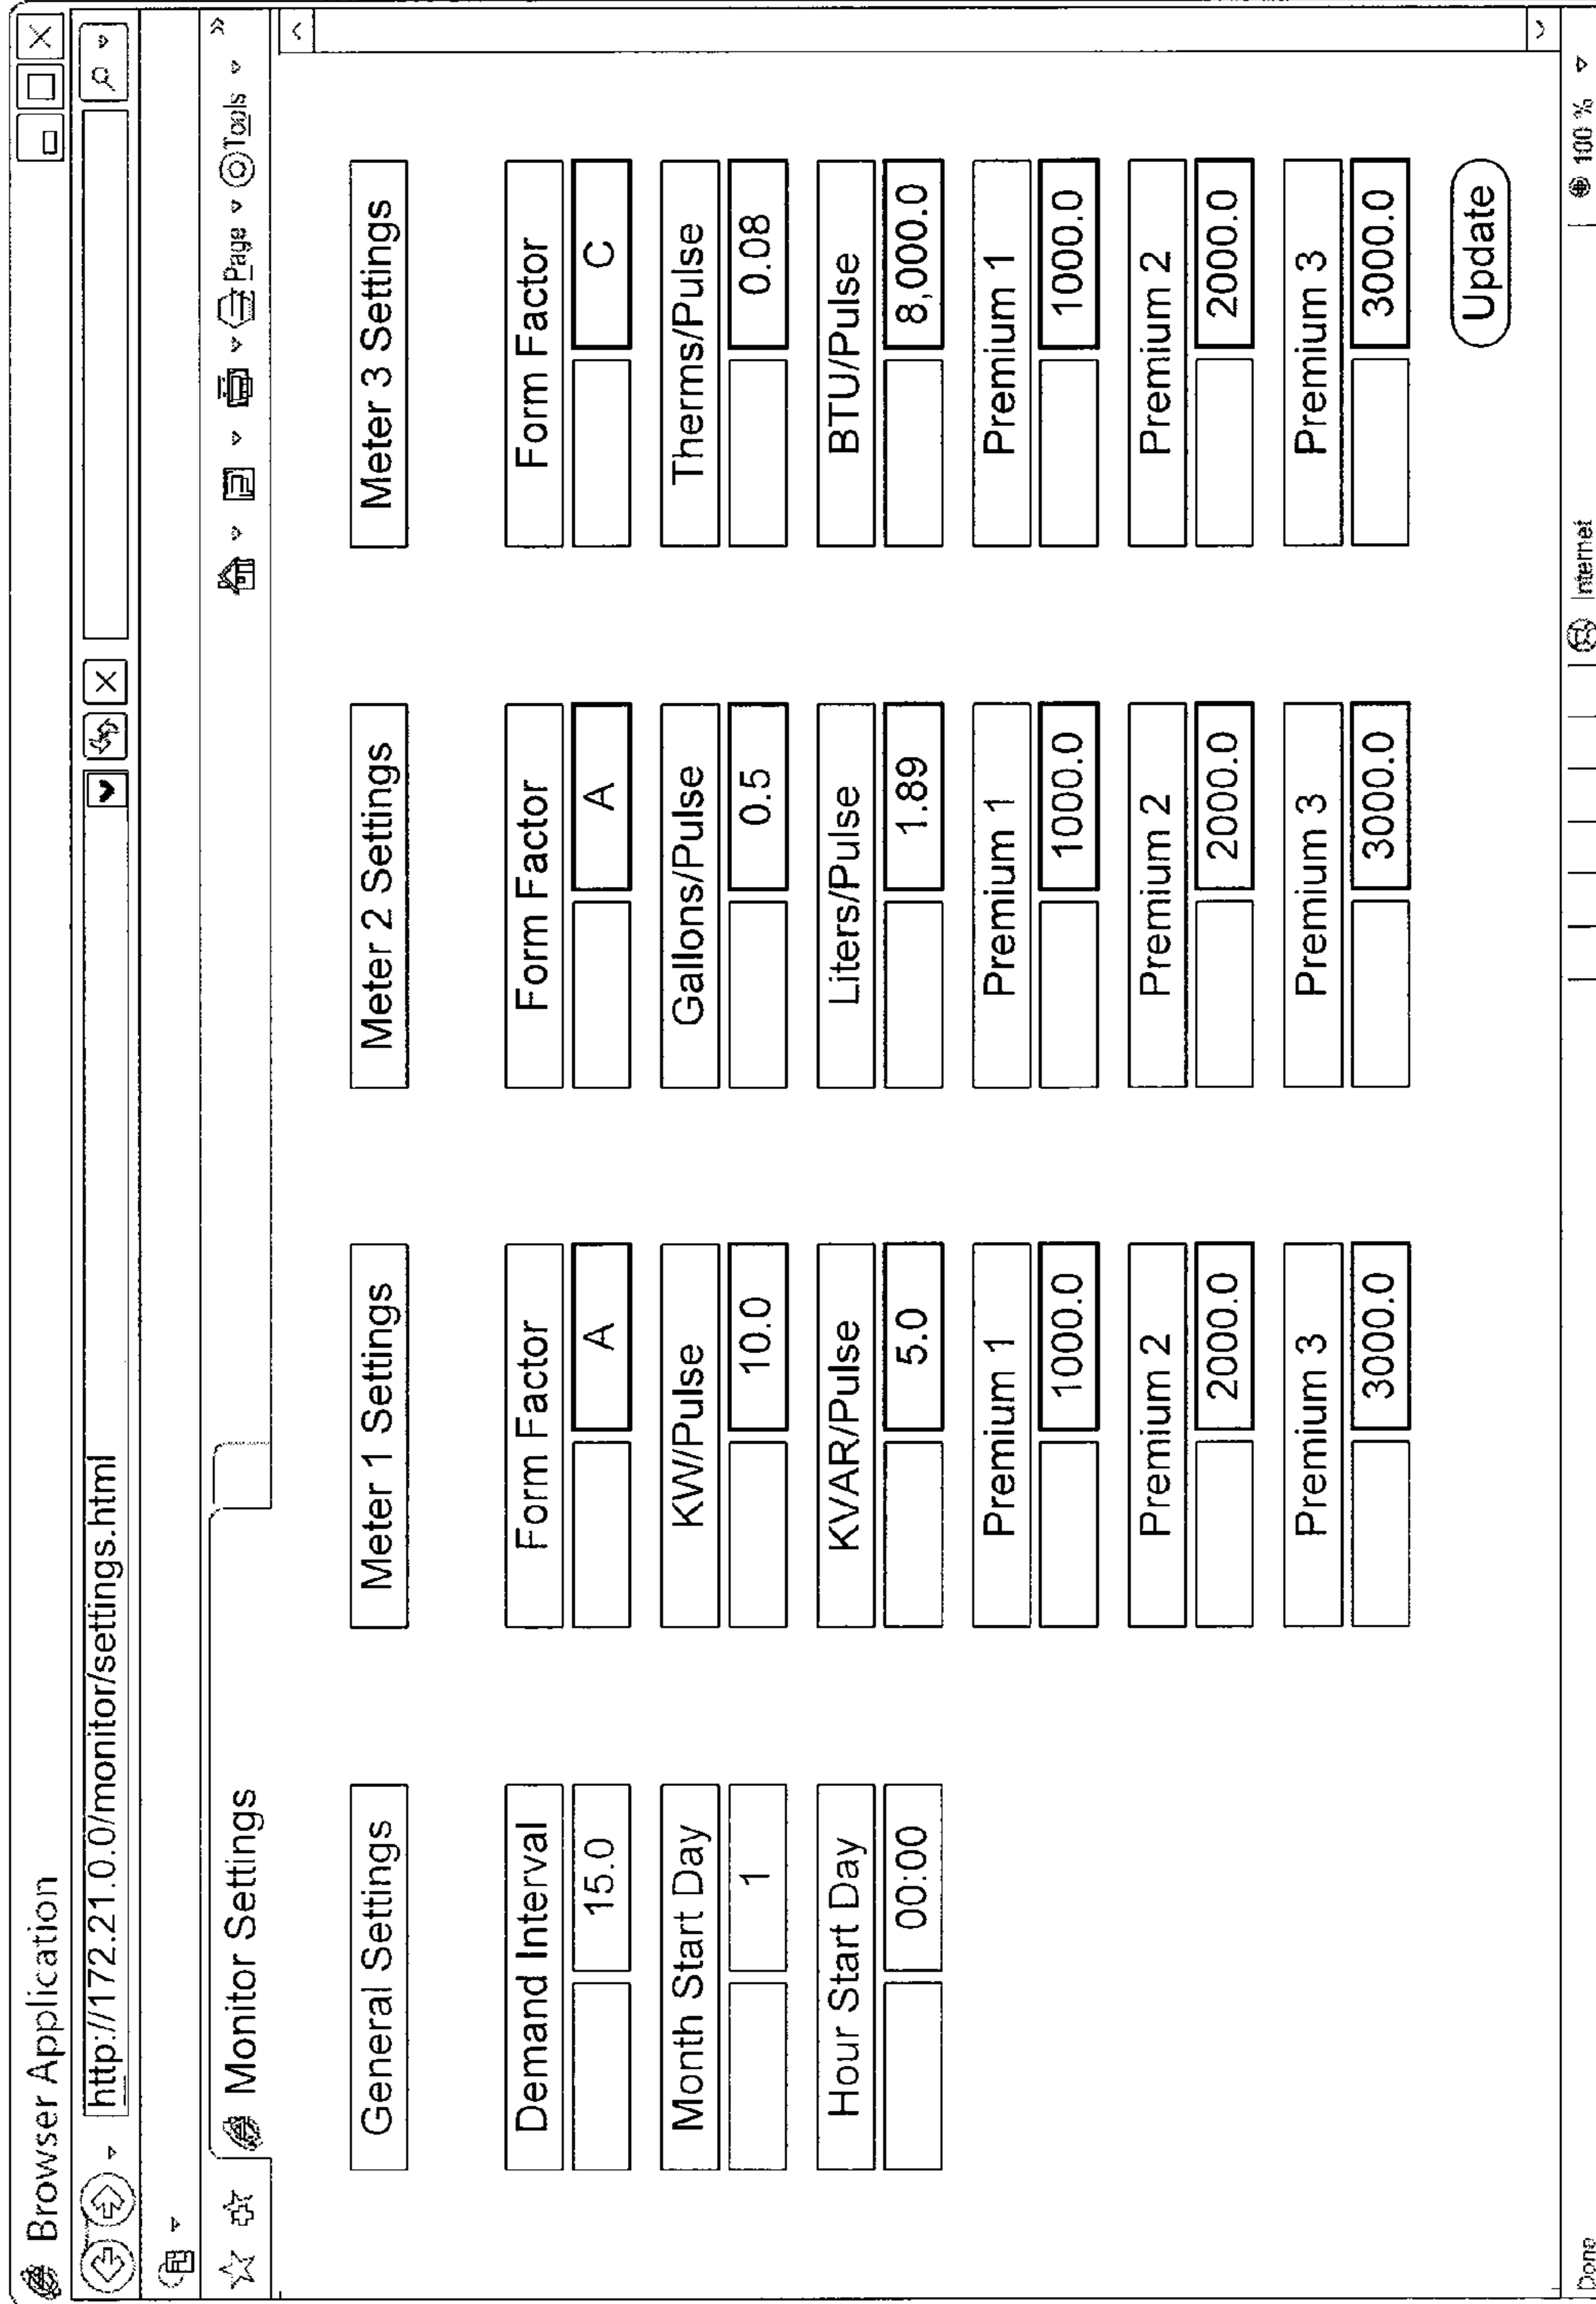 Browser Application
http://172.21.0.0/monitor/settings.html
Monitor Settings
Page Tools
General Settings Meter 1 Settings Meter 2 Settings Meter 3 Settings
Demand Interval Form Factor Form Factor Form Factor
15.0 A A C
Month Start Day KW/Pulse Gallons/Pulse Therms/Pulse
1 10.0 0.5 0.08
Hour Start Day KVAR/Pulse Liters/Pulse BTU/Pulse
00:00 5.0 1.89 8,000.0
Premium 1 Premium 1 Premium 1
1000.0 1000.0 1000.0
Premium 2 Premium 2 Premium 2
2000.0 2000.0 2000.0
Premium 3 Premium 3 Premium 3
3000.0 3000.0 3000.0
Update
Done Internet 100 %